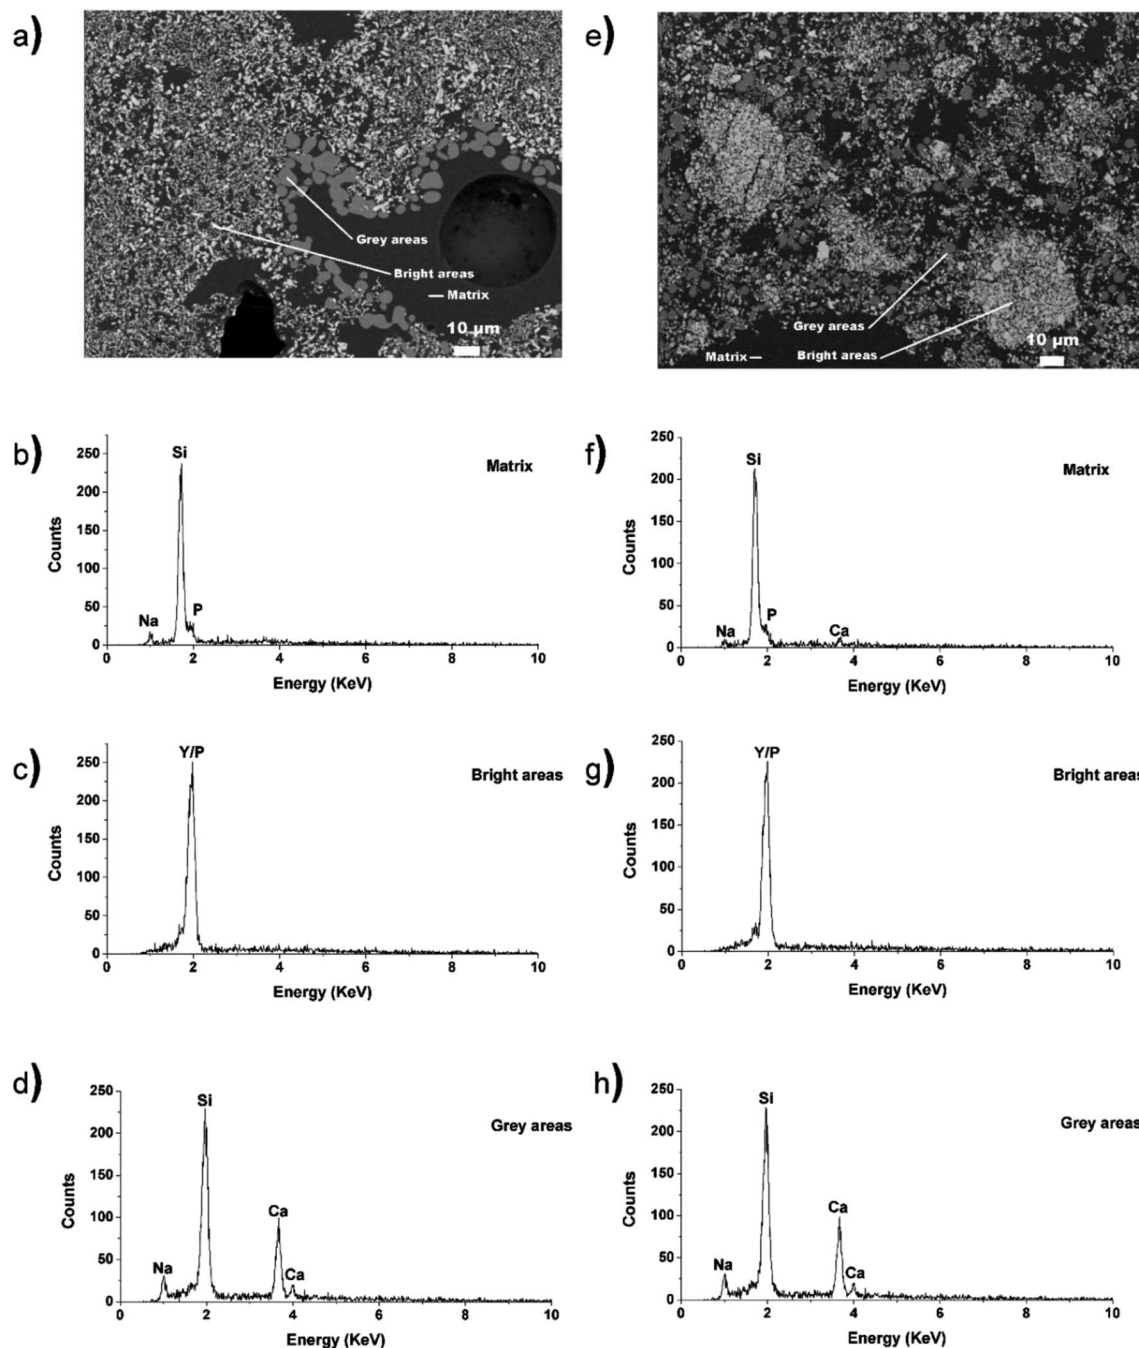 a)
Grey areas
Bright areas
Matrix
10 µm
e)
Grey areas
Matrix
Bright areas
10 µm
b)
250
200
150
100
50
0
Counts
Si
Na
P
Matrix
0 2 4 6 8 10
Energy (KeV)
f)
250
200
150
100
50
0
Counts
Si
Na
P
Ca
Matrix
0 2 4 6 8 10
Energy (KeV)
c)
250
200
150
100
50
0
Counts
Y/P
Bright areas
0 2 4 6 8 10
Energy (KeV)
g)
250
200
150
100
50
0
Counts
Y/P
Bright areas
0 2 4 6 8 10
Energy (KeV)
d)
250
200
150
100
50
0
Counts
Si
Na
Ca
Ca
Grey areas
0 2 4 6 8 10
Energy (KeV)
h)
250
200
150
100
50
0
Counts
Si
Na
Ca
Ca
Grey areas
0 2 4 6 8 10
Energy (KeV)